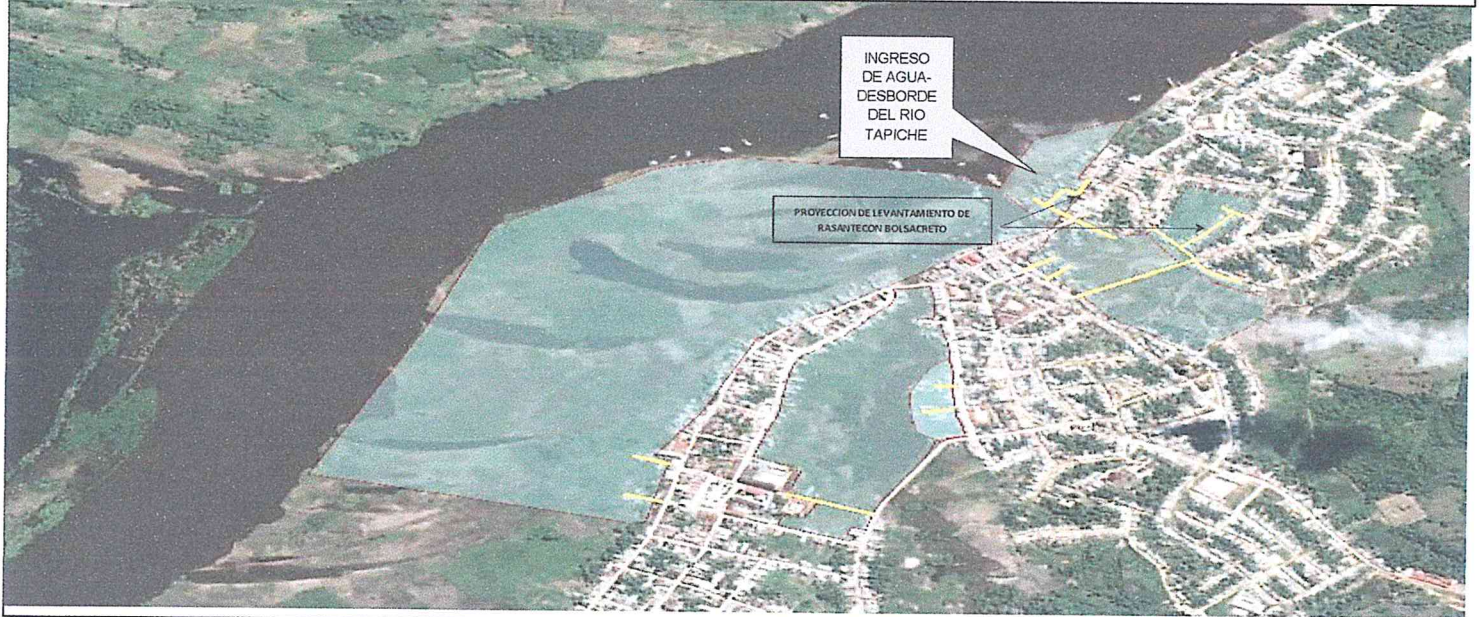 INGRESO
DE AGUA-
DESBORDE
DEL RIO
TAPICHE
PROYECCION DE LEVANTAMIENTO DE
RASANTECON BOLSACRETO